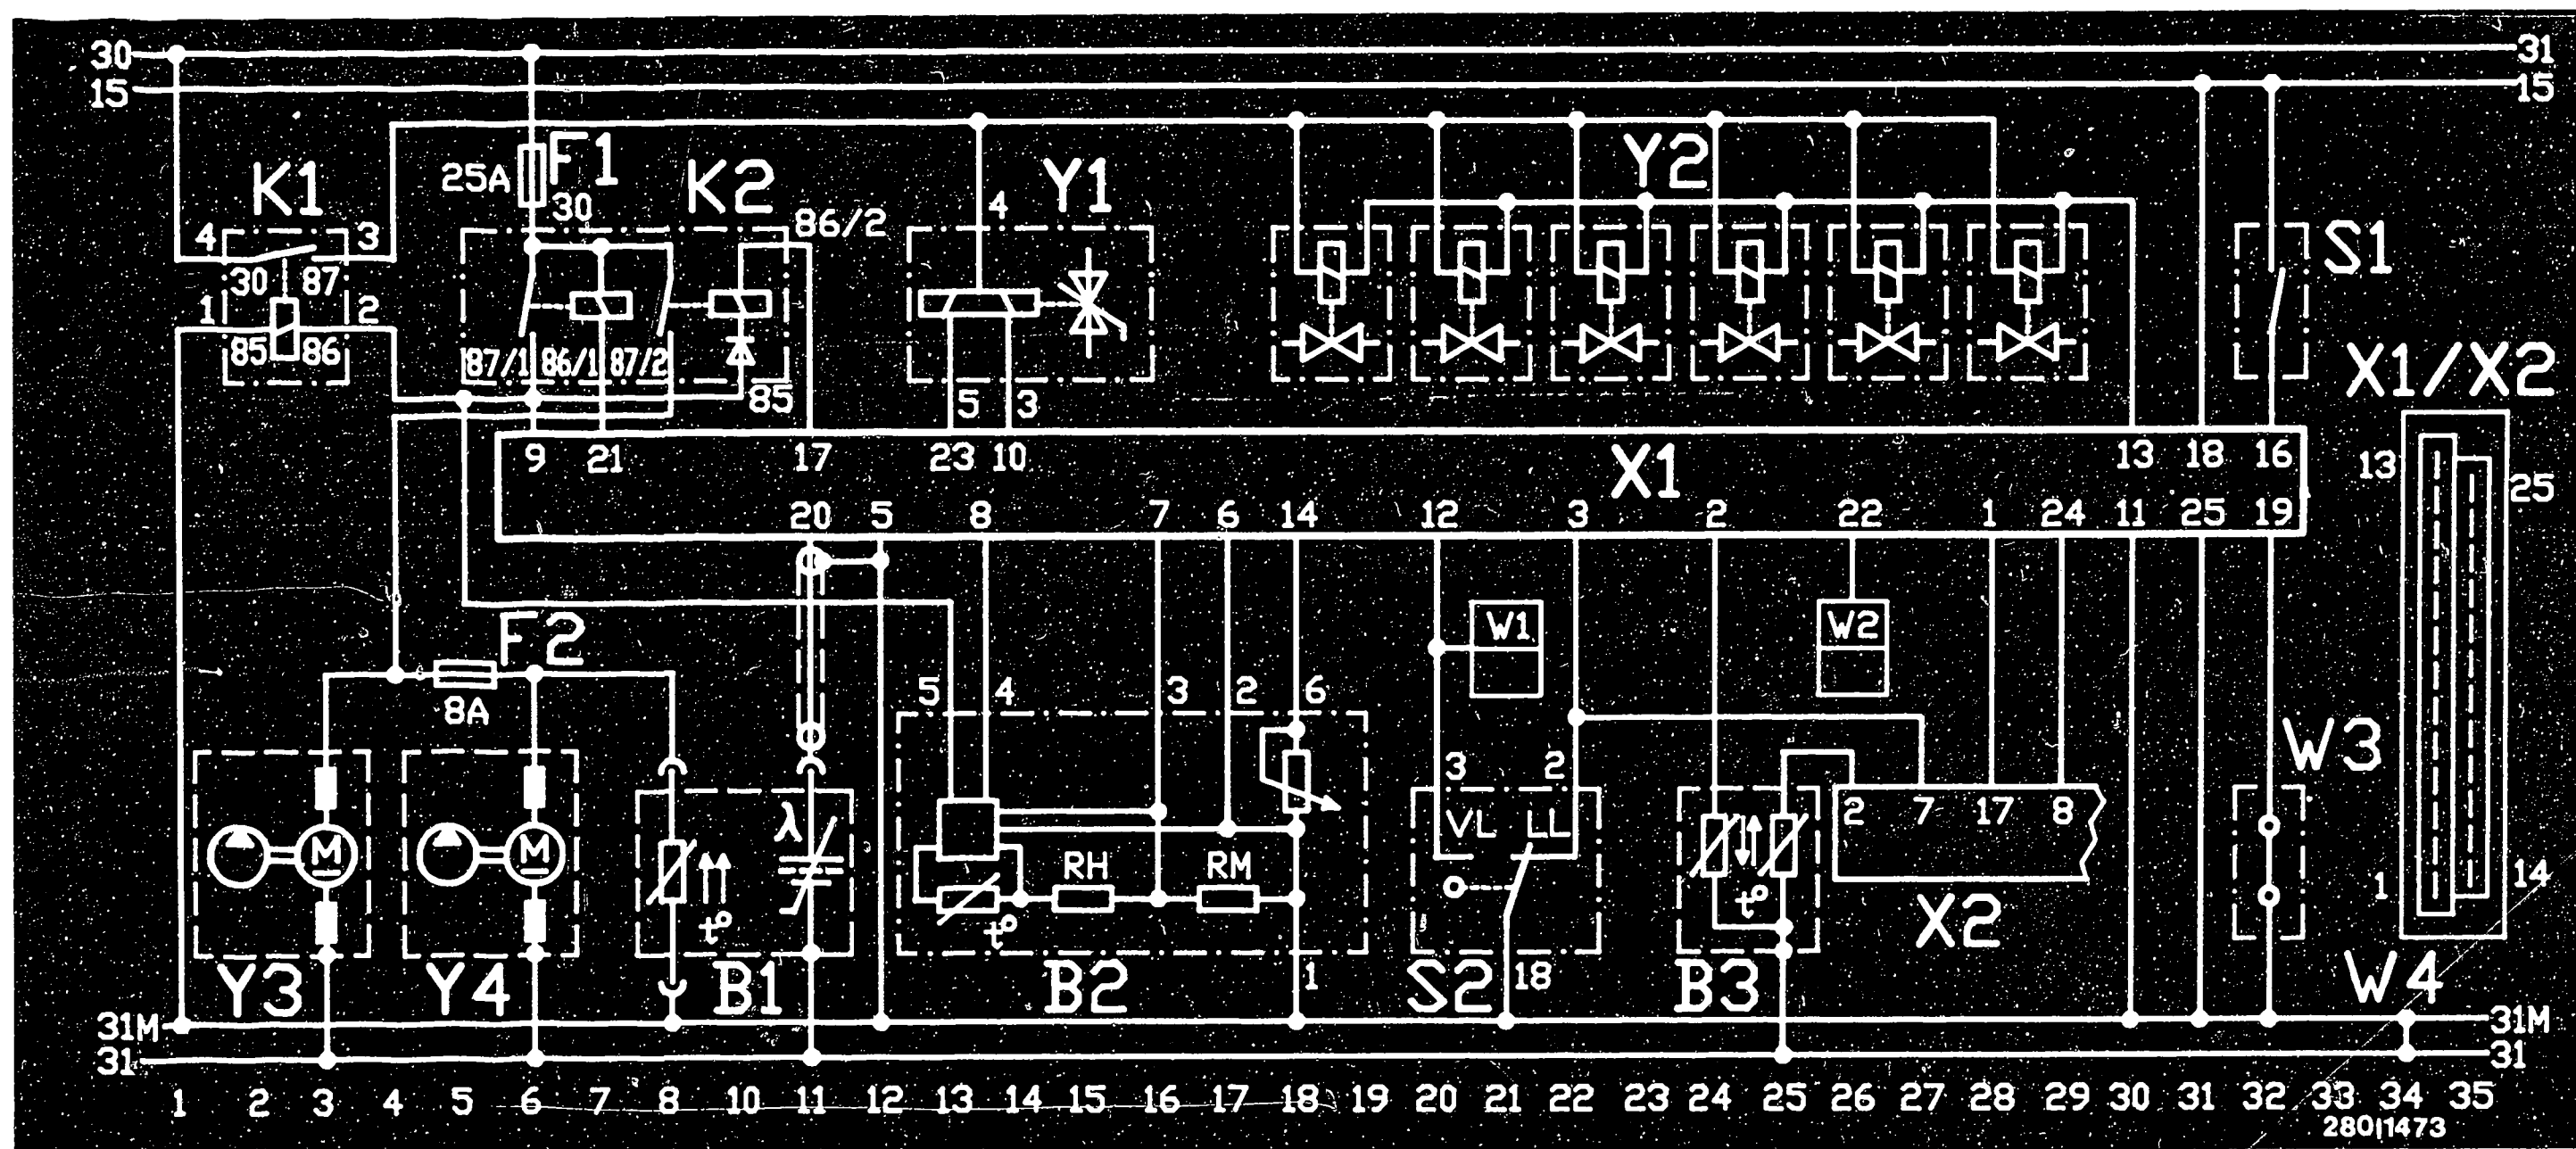 30 31
15 15
K1 25A F1 K2 Y1 Y2 S1
30 86/2 4
4 3
30 87
1 2
85 86
87/1 86/1 87/2 85
5 3
X1/X2
9 21 17 23 10 X1 13 18 16
20 5 8 7 6 14 12 3 2 22 1 24 11 25 19
13 25
F2
8A
W1 W2
5 4 3 2 6
3 2
W3
VL LL
2 7 17 8
M M
λ
RH RM
t° t° t°
1 14
X2
Y3 Y4 B1 B2 1 S2 18 B3 W4
31M 31M
31 31
1 2 3 4 5 6 7 8 10 11 12 13 14 15 16 17 18 19 20 21 22 23 24 25 26 27 28 29 30 31 32 33 34 35
280|1473